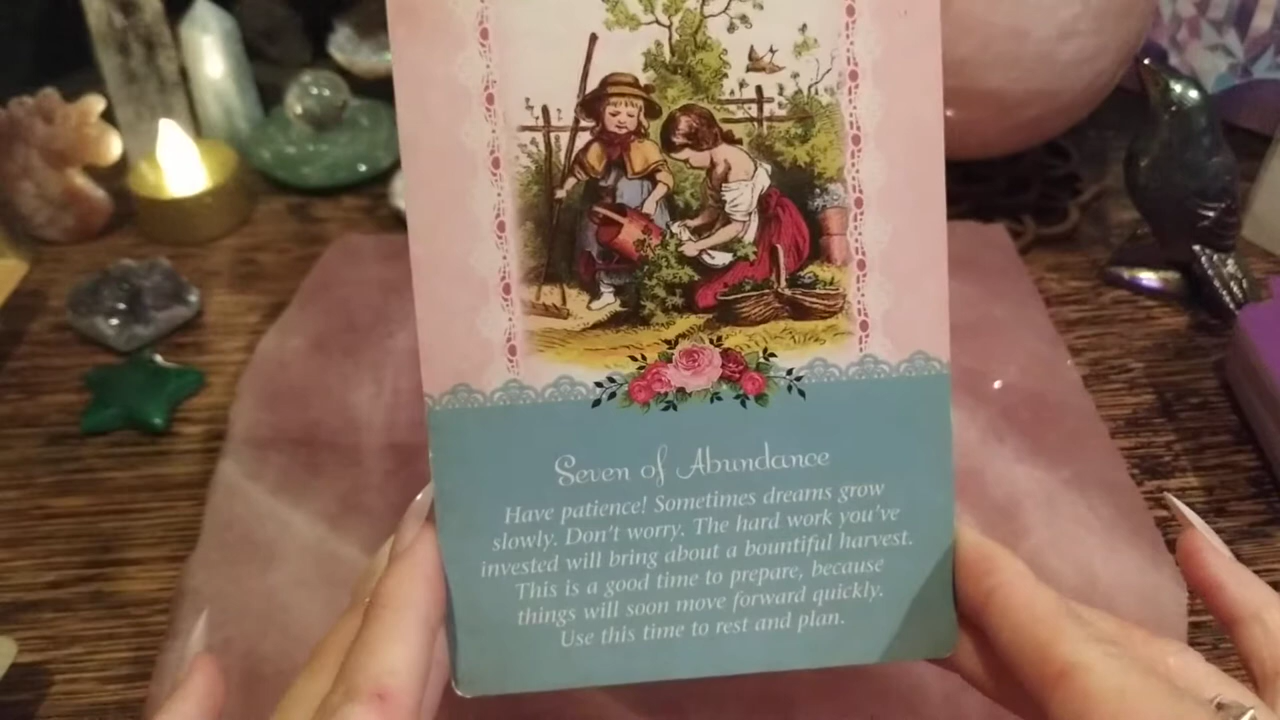 Seven of Abundance
Have patience! Sometimes dreams grow
slowly. Don't worry. The hard work you've
invested will bring about a bountiful harvest.
This is a good time to prepare, because
things will soon move forward quickly.
Use this time to rest and plan.